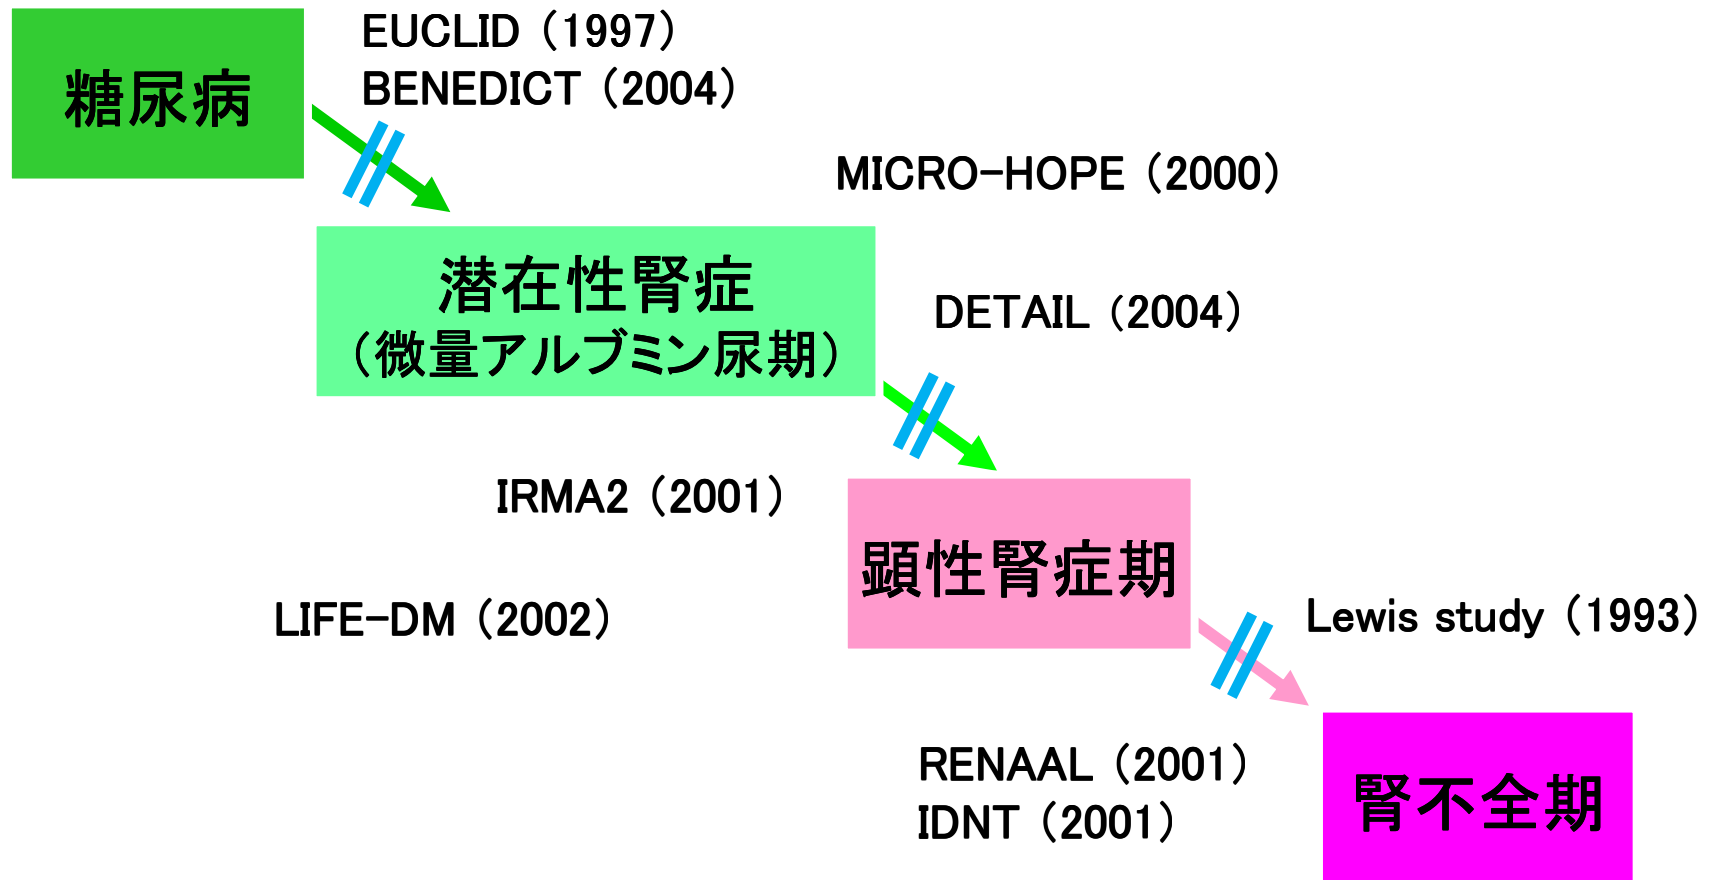 EUCLID（1997）
BENEDICT（2004）
糖尿病
MICRO-HOPE（2000）
潜在性腎症
（微量アルブミン尿期）
DETAIL（2004）
IRMA2（2001）
顕性腎症期
LIFE-DM（2002）
Lewis study（1993）
RENAAL（2001）
IDNT（2001）
腎不全期